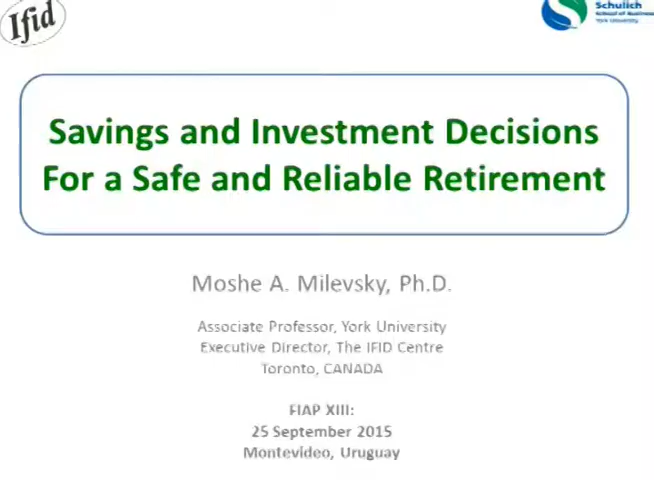 Ifid
Schulich
School of Business
York University
Savings and Investment Decisions
For a Safe and Reliable Retirement
Moshe A. Milevsky, Ph.D.
Associate Professor, York University
Executive Director, The IFID Centre
Toronto, CANADA
FIAP XIII:
25 September 2015
Montevideo, Uruguay